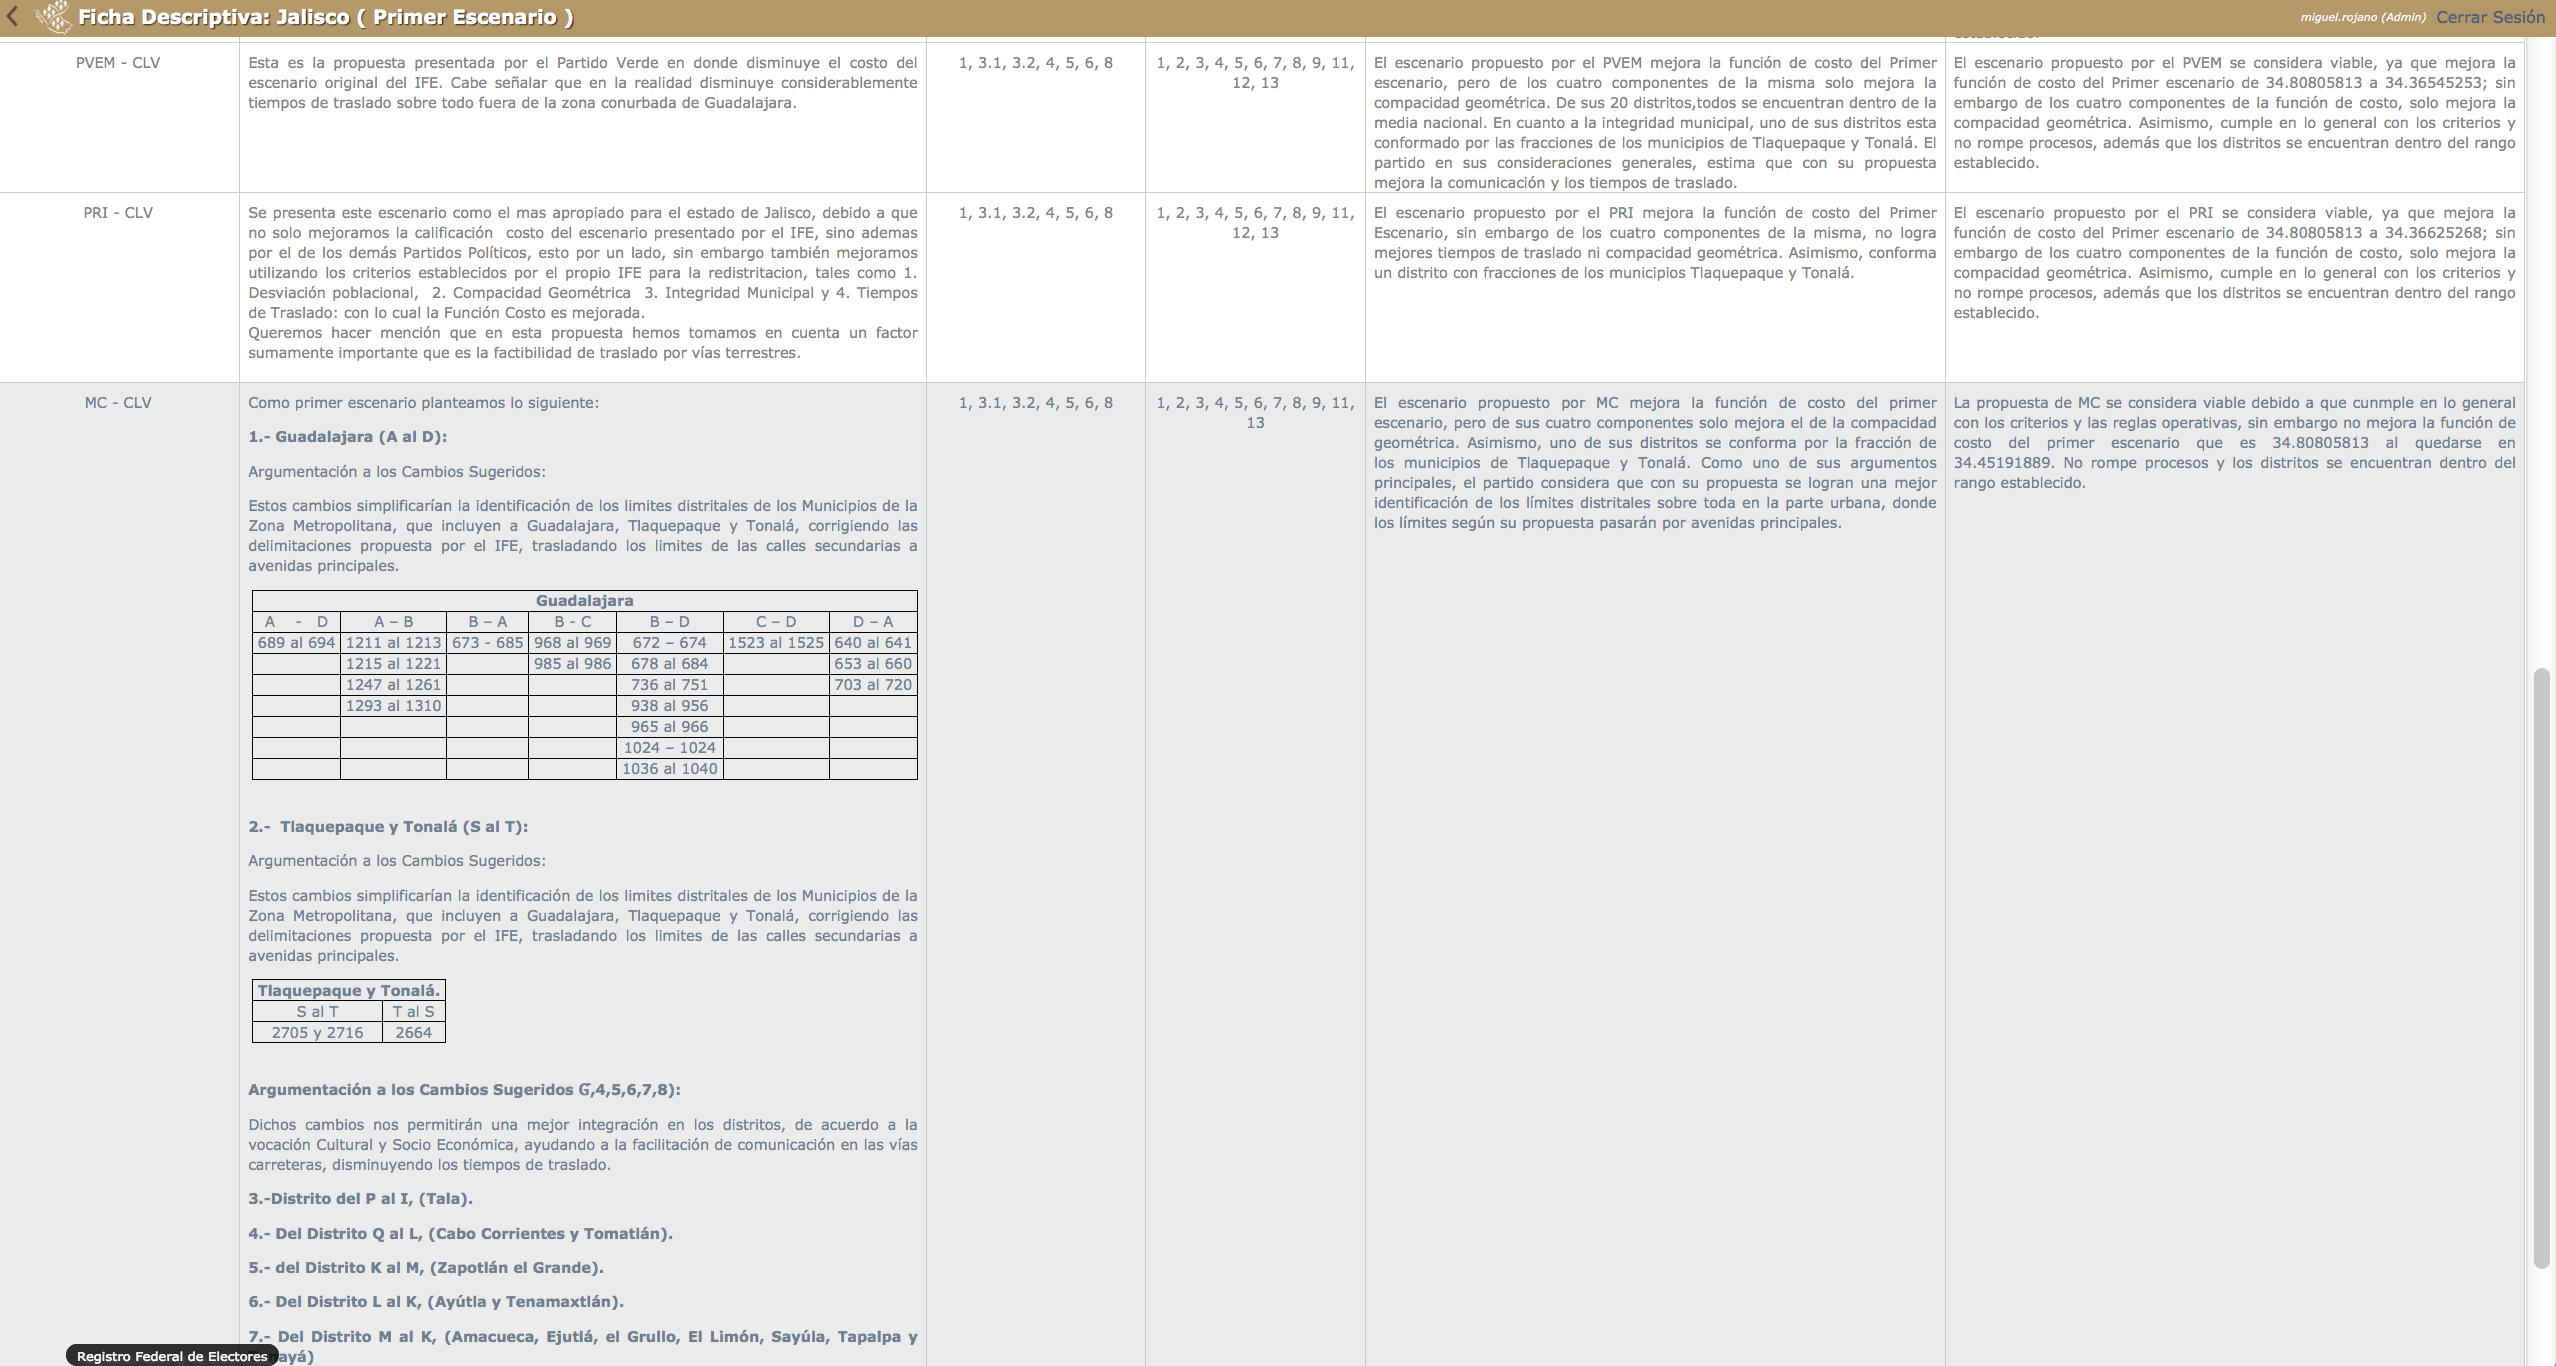 Ficha Descriptiva: Jalisco ( Primer Escenario )
miguel.rojano (Admin) Cerrar Sesión
PVEM - CLV
Esta es la propuesta presentada por el Partido Verde en donde disminuye el costo del
escenario original del IFE. Cabe señalar que en la realidad disminuye considerablemente
tiempos de traslado sobre todo fuera de la zona conurbada de Guadalajara.
1, 3.1, 3.2, 4, 5, 6, 8
1, 2, 3, 4, 5, 6, 7, 8, 9, 11,
12, 13
El escenario propuesto por el PVEM mejora la función de costo del Primer
escenario, pero de los cuatro componentes de la misma solo mejora la
compacidad geométrica. De sus 20 distritos,todos se encuentran dentro de la
media nacional. En cuanto a la integridad municipal, uno de sus distritos esta
conformado por las fracciones de los municipios de Tlaquepaque y Tonalá. El
partido en sus consideraciones generales, estima que con su propuesta
mejora la comunicación y los tiempos de traslado.
El escenario propuesto por el PVEM se considera viable, ya que mejora la
función de costo del Primer escenario de 34.80805813 a 34.36545253; sin
embargo de los cuatro componentes de la función de costo, solo mejora la
compacidad geométrica. Asimismo, cumple en lo general con los criterios y
no rompe procesos, además que los distritos se encuentran dentro del rango
establecido.
PRI - CLV
Se presenta este escenario como el mas apropiado para el estado de Jalisco, debido a que
no solo mejoramos la calificación costo del escenario presentado por el IFE, sino ademas
por el de los demás Partidos Políticos, esto por un lado, sin embargo también mejoramos
utilizando los criterios establecidos por el propio IFE para la redistritacion, tales como 1.
Desviación poblacional, 2. Compacidad Geométrica 3. Integridad Municipal y 4. Tiempos
de Traslado: con lo cual la Función Costo es mejorada.
Queremos hacer mención que en esta propuesta hemos tomamos en cuenta un factor
sumamente importante que es la factibilidad de traslado por vías terrestres.
1, 3.1, 3.2, 4, 5, 6, 8
1, 2, 3, 4, 5, 6, 7, 8, 9, 11,
12, 13
El escenario propuesto por el PRI mejora la función de costo del Primer
Escenario, sin embargo de los cuatro componentes de la misma, no logra
mejores tiempos de traslado ni compacidad geométrica. Asimismo, conforma
un distrito con fracciones de los municipios Tlaquepaque y Tonalá.
El escenario propuesto por el PRI se considera viable, ya que mejora la
función de costo del Primer escenario de 34.80805813 a 34.36625268; sin
embargo de los cuatro componentes de la función de costo, solo mejora la
compacidad geométrica. Asimismo, cumple en lo general con los criterios y
no rompe procesos, además que los distritos se encuentran dentro del rango
establecido.
MC - CLV
Como primer escenario planteamos lo siguiente:
1.- Guadalajara (A al D):
Argumentación a los Cambios Sugeridos:
Estos cambios simplificarían la identificación de los limites distritales de los Municipios de la
Zona Metropolitana, que incluyen a Guadalajara, Tlaquepaque y Tonalá, corrigiendo las
delimitaciones propuesta por el IFE, trasladando los limites de las calles secundarias a
avenidas principales.
Guadalajara
A - D A – B B – A B - C B – D C – D D – A
689 al 694 1211 al 1213 673 - 685 968 al 969 672 – 674 1523 al 1525 640 al 641
1215 al 1221 985 al 986 678 al 684 653 al 660
1247 al 1261 736 al 751 703 al 720
1293 al 1310 938 al 956
965 al 966
1024 – 1024
1036 al 1040
2.- Tlaquepaque y Tonalá (S al T):
Argumentación a los Cambios Sugeridos:
Estos cambios simplificarían la identificación de los limites distritales de los Municipios de la
Zona Metropolitana, que incluyen a Guadalajara, Tlaquepaque y Tonalá, corrigiendo las
delimitaciones propuesta por el IFE, trasladando los limites de las calles secundarias a
avenidas principales.
Tlaquepaque y Tonalá.
S al T T al S
2705 y 2716 2664
Argumentación a los Cambios Sugeridos ,4,5,6,7,8):
Dichos cambios nos permitirán una mejor integración en los distritos, de acuerdo a la
vocación Cultural y Socio Económica, ayudando a la facilitación de comunicación en las vías
carreteras, disminuyendo los tiempos de traslado.
3.-Distrito del P al I, (Tala).
4.- Del Distrito Q al L, (Cabo Corrientes y Tomatlán).
5.- del Distrito K al M, (Zapotlán el Grande).
6.- Del Distrito L al K, (Ayútla y Tenamaxtlán).
7.- Del Distrito M al K, (Amacueca, Ejutlá, el Grullo, El Limón, Sayúla, Tapalpa y
ayá)
1, 3.1, 3.2, 4, 5, 6, 8
1, 2, 3, 4, 5, 6, 7, 8, 9, 11,
13
El escenario propuesto por MC mejora la función de costo del primer
escenario, pero de sus cuatro componentes solo mejora el de la compacidad
geométrica. Asimismo, uno de sus distritos se conforma por la fracción de
los municipios de Tlaquepaque y Tonalá. Como uno de sus argumentos
principales, el partido considera que con su propuesta se logran una mejor
identificación de los límites distritales sobre toda en la parte urbana, donde
los límites según su propuesta pasarán por avenidas principales.
La propuesta de MC se considera viable debido a que cunmple en lo general
con los criterios y las reglas operativas, sin embargo no mejora la función de
costo del primer escenario que es 34.80805813 al quedarse en
34.45191889. No rompe procesos y los distritos se encuentran dentro del
rango establecido.
Registro Federal de Electores